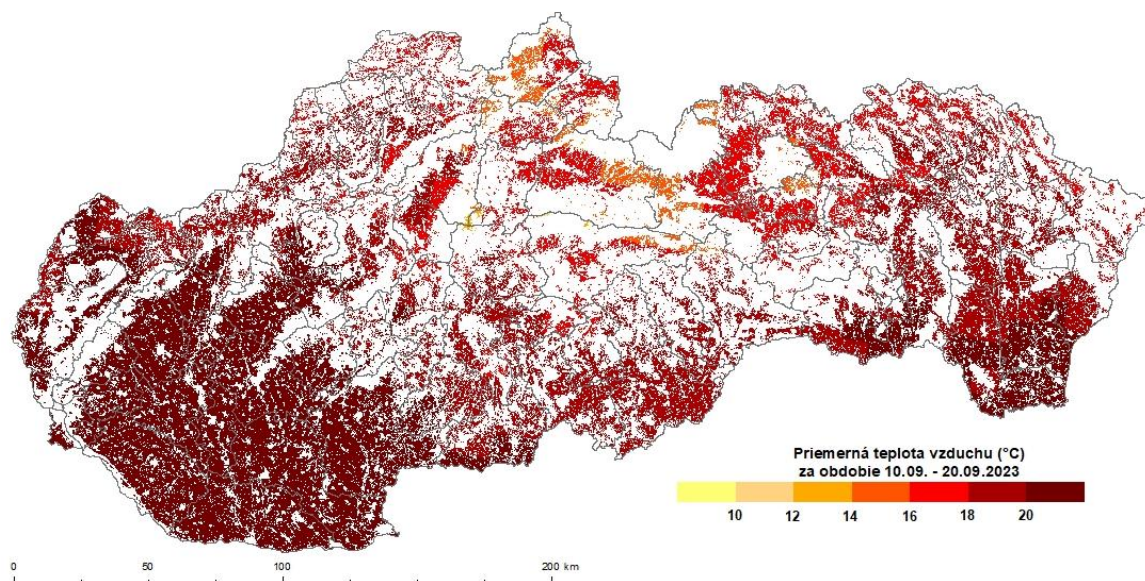 Priemerná teplota vzduchu (°C)
za obdobie 10.09. - 20.09.2023
10 12 14 16 18 20
0 50 100 200 km